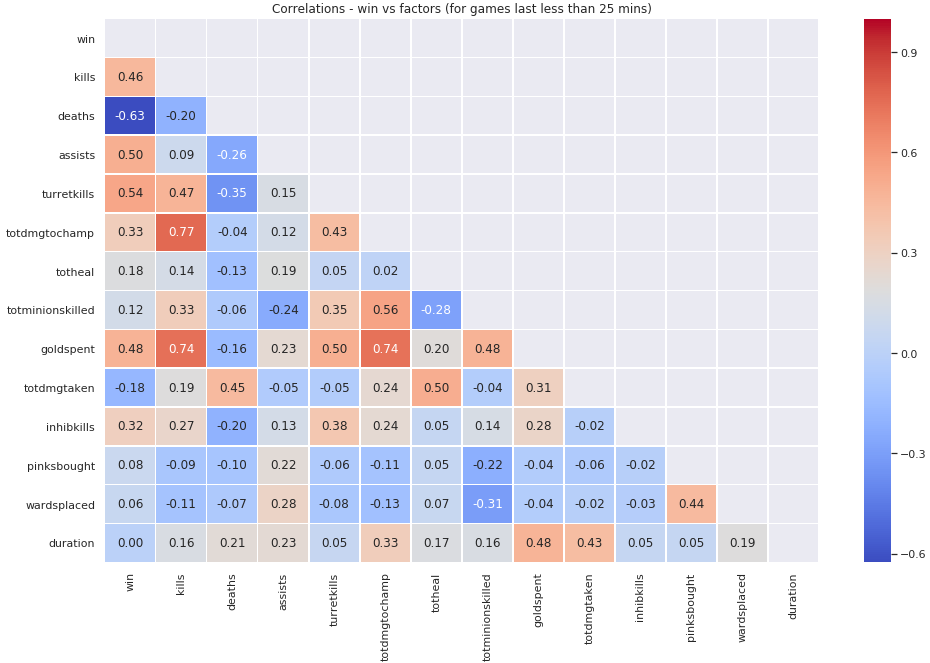 Correlations - win vs factors (for games last less than 25 mins)
win
kills 0.46
deaths -0.63 -0.20
assists 0.50 0.09 -0.26
turretkills 0.54 0.47 -0.35 0.15
totdmgtochamp 0.33 0.77 -0.04 0.12 0.43
totheal 0.18 0.14 -0.13 0.19 0.05 0.02
totminionskilled 0.12 0.33 -0.06 -0.24 0.35 0.56 -0.28
goldspent 0.48 0.74 -0.16 0.23 0.50 0.74 0.20 0.48
totdmgtaken -0.18 0.19 0.45 -0.05 -0.05 0.24 0.50 -0.04 0.31
inhibkills 0.32 0.27 -0.20 0.13 0.38 0.24 0.05 0.14 0.28 -0.02
pinksbought 0.08 -0.09 -0.10 0.22 -0.06 -0.11 0.05 -0.22 -0.04 -0.06 -0.02
wardsplaced 0.06 -0.11 -0.07 0.28 -0.08 -0.13 0.07 -0.31 -0.04 -0.02 -0.03 0.44
duration 0.00 0.16 0.21 0.23 0.05 0.33 0.17 0.16 0.48 0.43 0.05 0.05 0.19
win kills deaths assists turretkills totdmgtochamp totheal totminionskilled goldspent totdmgtaken inhibkills pinksbought wardsplaced duration
0.9
0.6
0.3
0.0
−0.3
−0.6